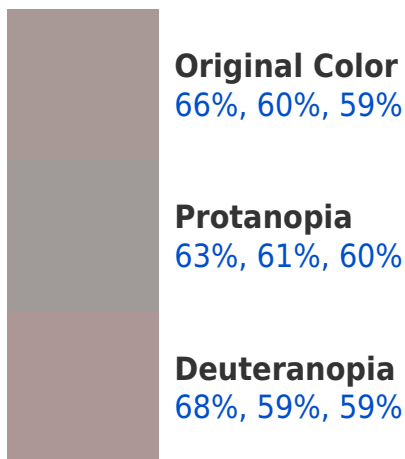 Original Color
66%, 60%, 59%
Protanopia
63%, 61%, 60%
Deuteranopia
68%, 59%, 59%